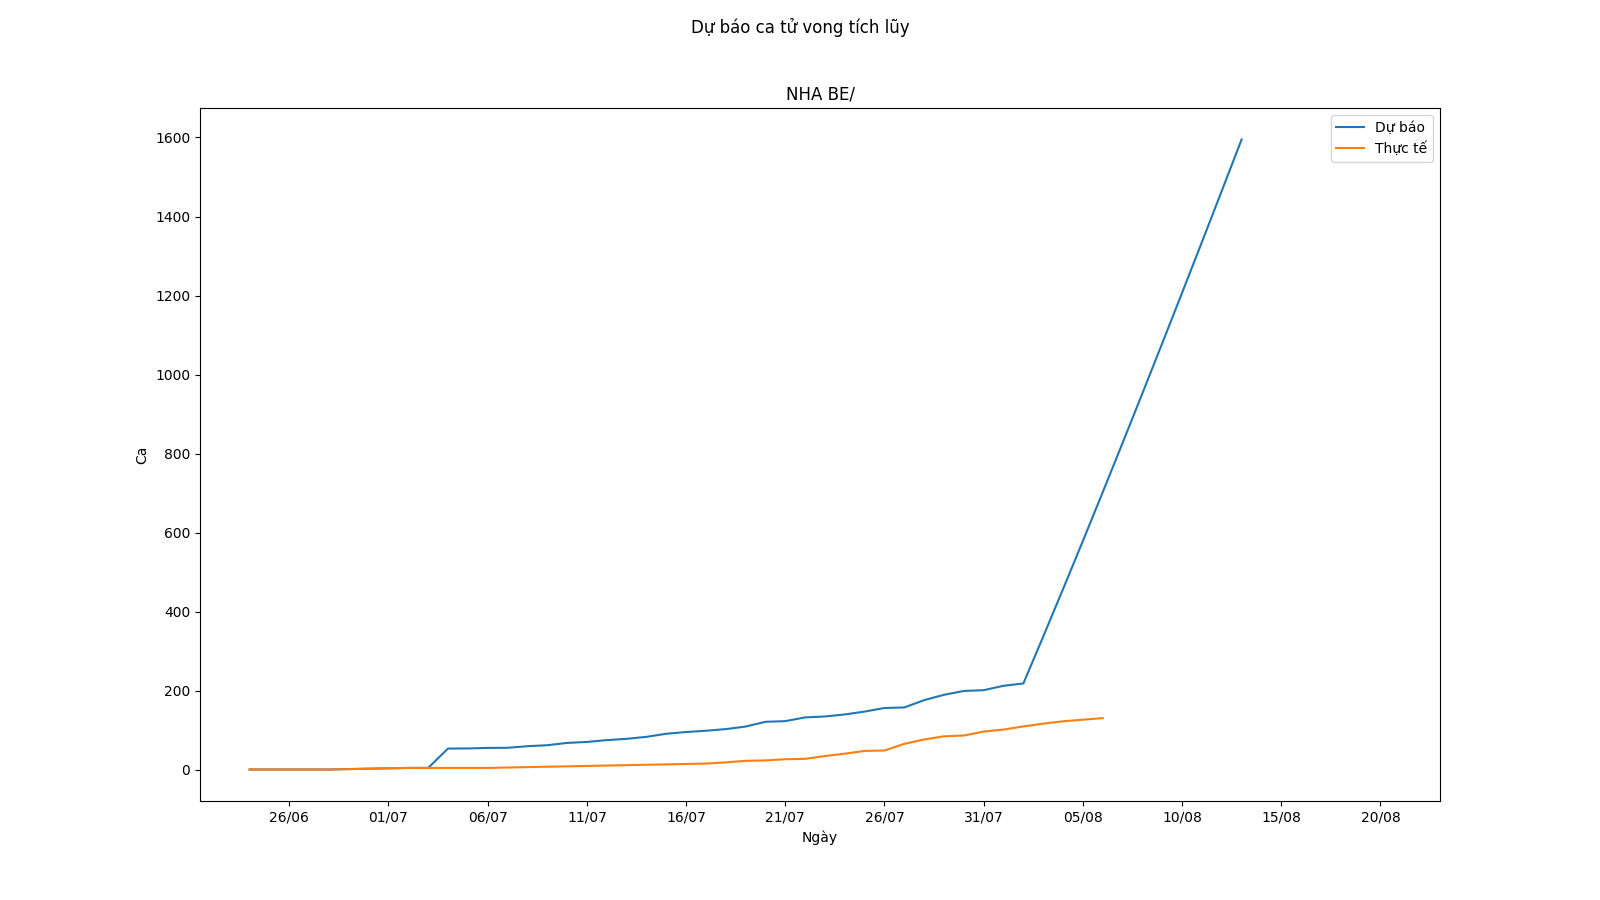 Dự báo ca tử vong tích lũy
NHA BE/
Dự báo
Thực tế
1600
1400
1200
1000
800
600
400
200
0
Ca
26/06 01/07 06/07 11/07 16/07 21/07 26/07 31/07 05/08 10/08 15/08 20/08
Ngày